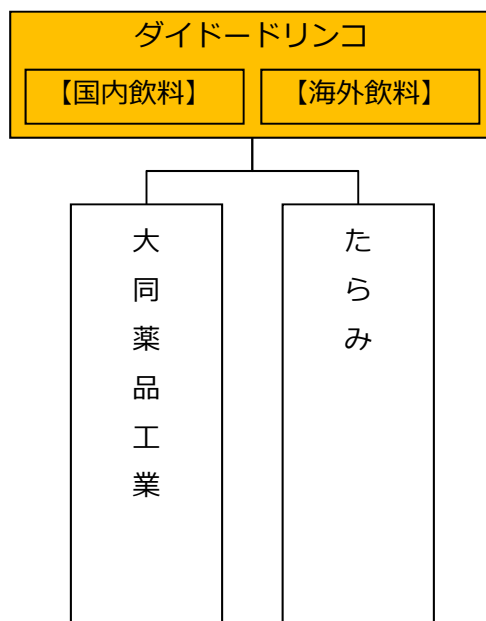 ダイドードリンコ
【国内飲料】
【海外飲料】
大同薬品工業
たらみ